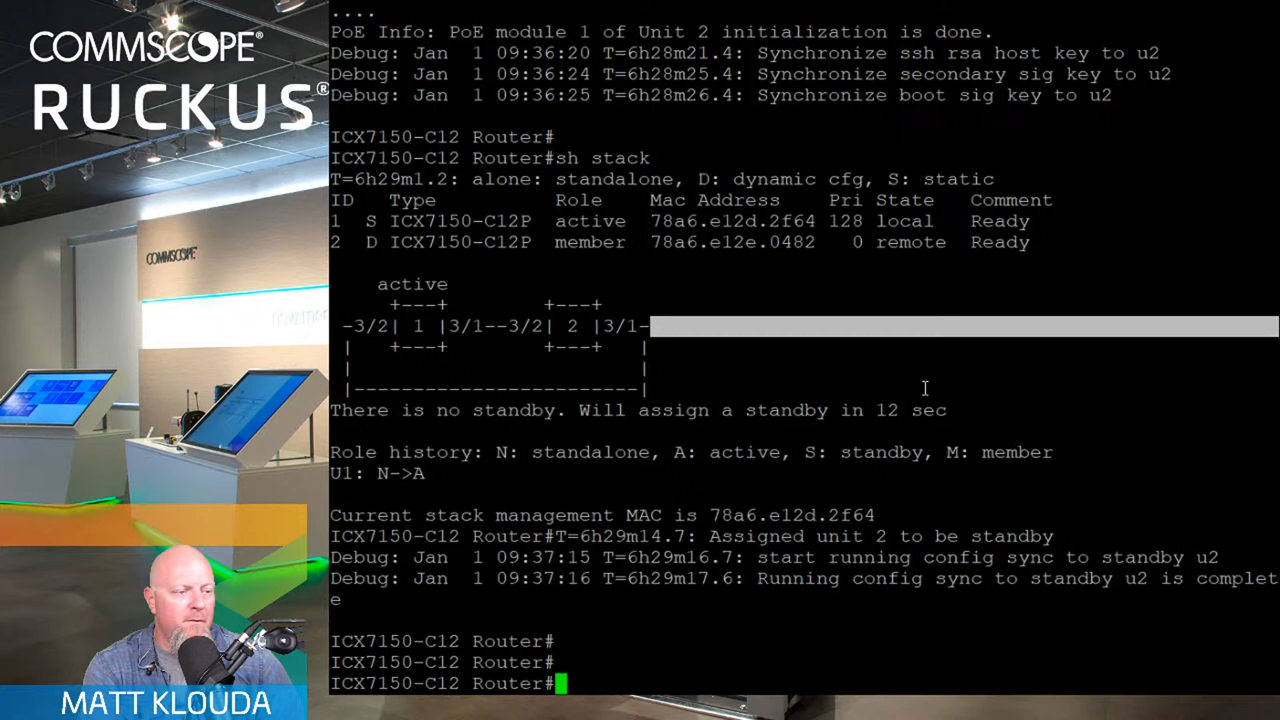 COMMSCOPE®
RUCKUS®
COMMSCOPE
MATT KLOUDA
....
PoE Info: PoE module 1 of Unit 2 initialization is done.
Debug: Jan  1 09:36:20 T=6h28m21.4: Synchronize ssh rsa host key to u2
Debug: Jan  1 09:36:24 T=6h28m25.4: Synchronize secondary sig key to u2
Debug: Jan  1 09:36:25 T=6h28m26.4: Synchronize boot sig key to u2
ICX7150-C12 Router#
ICX7150-C12 Router#sh stack
T=6h29m1.2: alone: standalone, D: dynamic cfg, S: static
ID   Type          Role    Mac Address    Pri State   Comment
1  S ICX7150-C12P  active  78a6.e12d.2f64 128 local   Ready
2  D ICX7150-C12P  member  78a6.e12e.0482   0 remote  Ready
    active
     +---+        +---+
 -3/2| 1 |3/1--3/2| 2 |3/1-
 |   +---+        +---+   |
 |                        |
 |------------------------|
There is no standby. Will assign a standby in 12 sec
Role history: N: standalone, A: active, S: standby, M: member
U1: N->A
Current stack management MAC is 78a6.e12d.2f64
ICX7150-C12 Router#T=6h29m14.7: Assigned unit 2 to be standby
Debug: Jan  1 09:37:15 T=6h29m16.7: start running config sync to standby u2
Debug: Jan  1 09:37:16 T=6h29m17.6: Running config sync to standby u2 is complet
e
ICX7150-C12 Router#
ICX7150-C12 Router#
ICX7150-C12 Router#